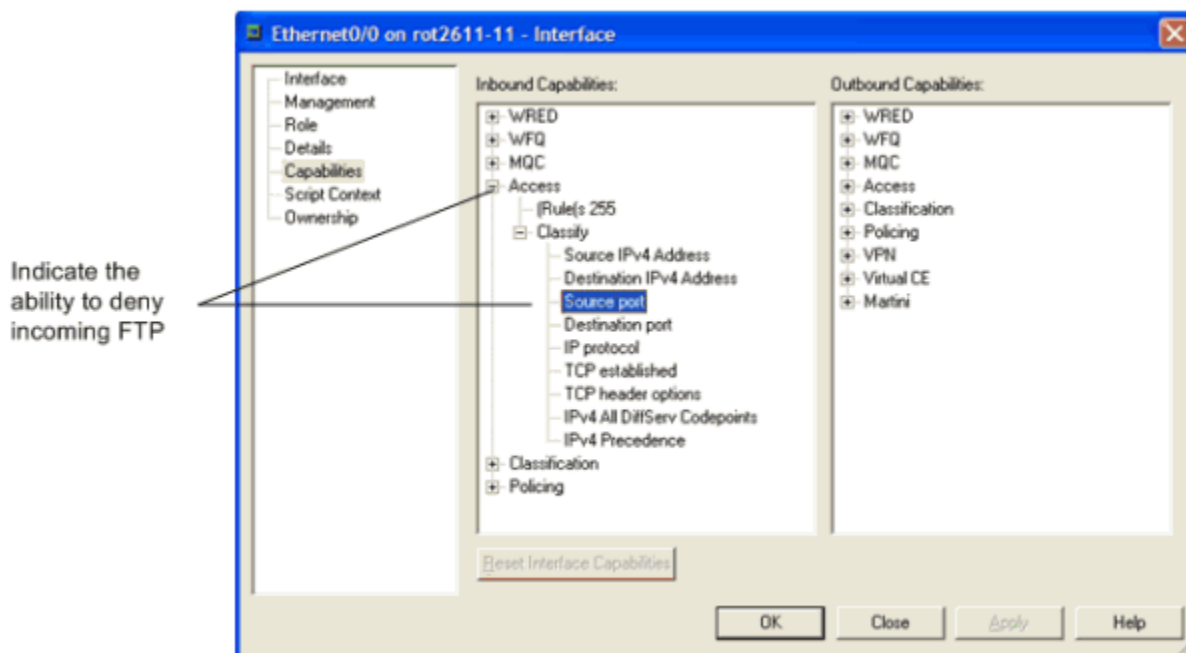 Ethernet0/0 on rot2611-11 - Interface
Interface
Management
Role
Details
Capabilities
Script Context
Ownership
Inbound Capabilities:
WRED
WFQ
MQC
Access
(Rule(s 255
Classify
Source IPv4 Address
Destination IPv4 Address
Source port
Destination port
IP protocol
TCP established
TCP header options
IPv4 All DiffServ Codepoints
IPv4 Precedence
Classification
Policing
Outbound Capabilities:
WRED
WFQ
MQC
Access
Classification
Policing
VPN
Virtual CE
Martini
Indicate the
ability to deny
incoming FTP
Reset Interface Capabilities
OK
Close
Apply
Help